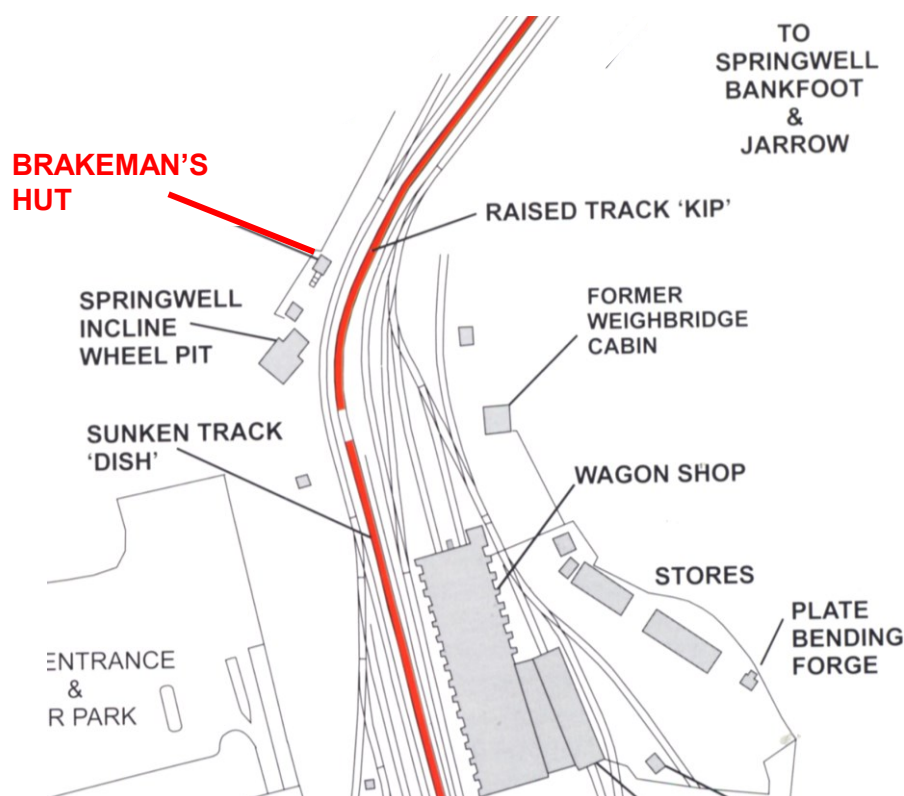 TO
SPRINGWELL
BANKFOOT
&
JARROW
BRAKEMAN'S
HUT
RAISED TRACK 'KIP'
SPRINGWELL
INCLINE
WHEEL PIT
FORMER
WEIGHBRIDGE
CABIN
SUNKEN TRACK
'DISH'
WAGON SHOP
STORES
PLATE
BENDING
FORGE
ENTRANCE
&
R PARK